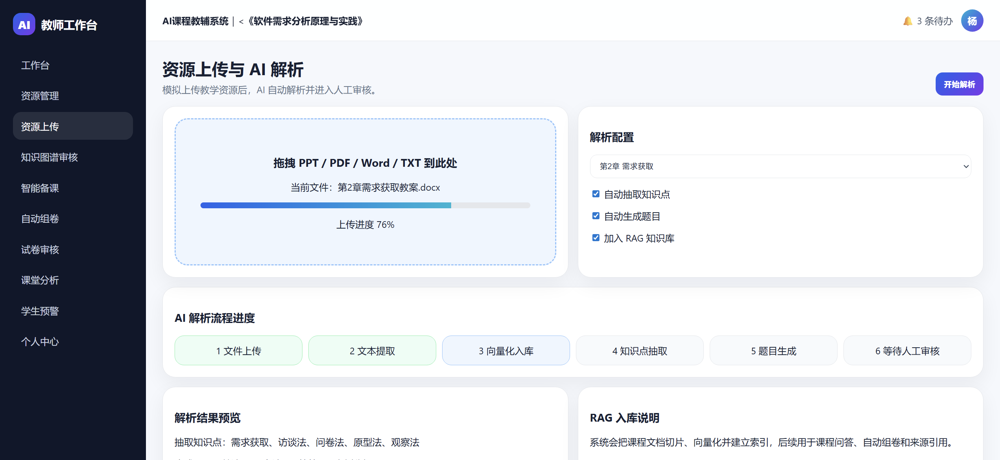 AI 教师工作台
工作台
资源管理
资源上传
知识图谱审核
智能备课
自动组卷
试卷审核
课堂分析
学生预警
个人中心
AI课程教辅系统 | <《软件需求分析原理与实践》
3 条待办 杨
资源上传与 AI 解析
模拟上传教学资源后，AI 自动解析并进入人工审核。
开始解析
拖拽 PPT / PDF / Word / TXT 到此处
当前文件：第2章需求获取教案.docx
上传进度 76%
解析配置
第2章 需求获取
自动抽取知识点
自动生成题目
加入 RAG 知识库
AI 解析流程进度
1 文件上传
2 文本提取
3 向量化入库
4 知识点抽取
5 题目生成
6 等待人工审核
解析结果预览
抽取知识点：需求获取、访谈法、问卷法、原型法、观察法
RAG 入库说明
系统会把课程文档切片、向量化并建立索引，后续用于课程问答、自动组卷和来源引用。